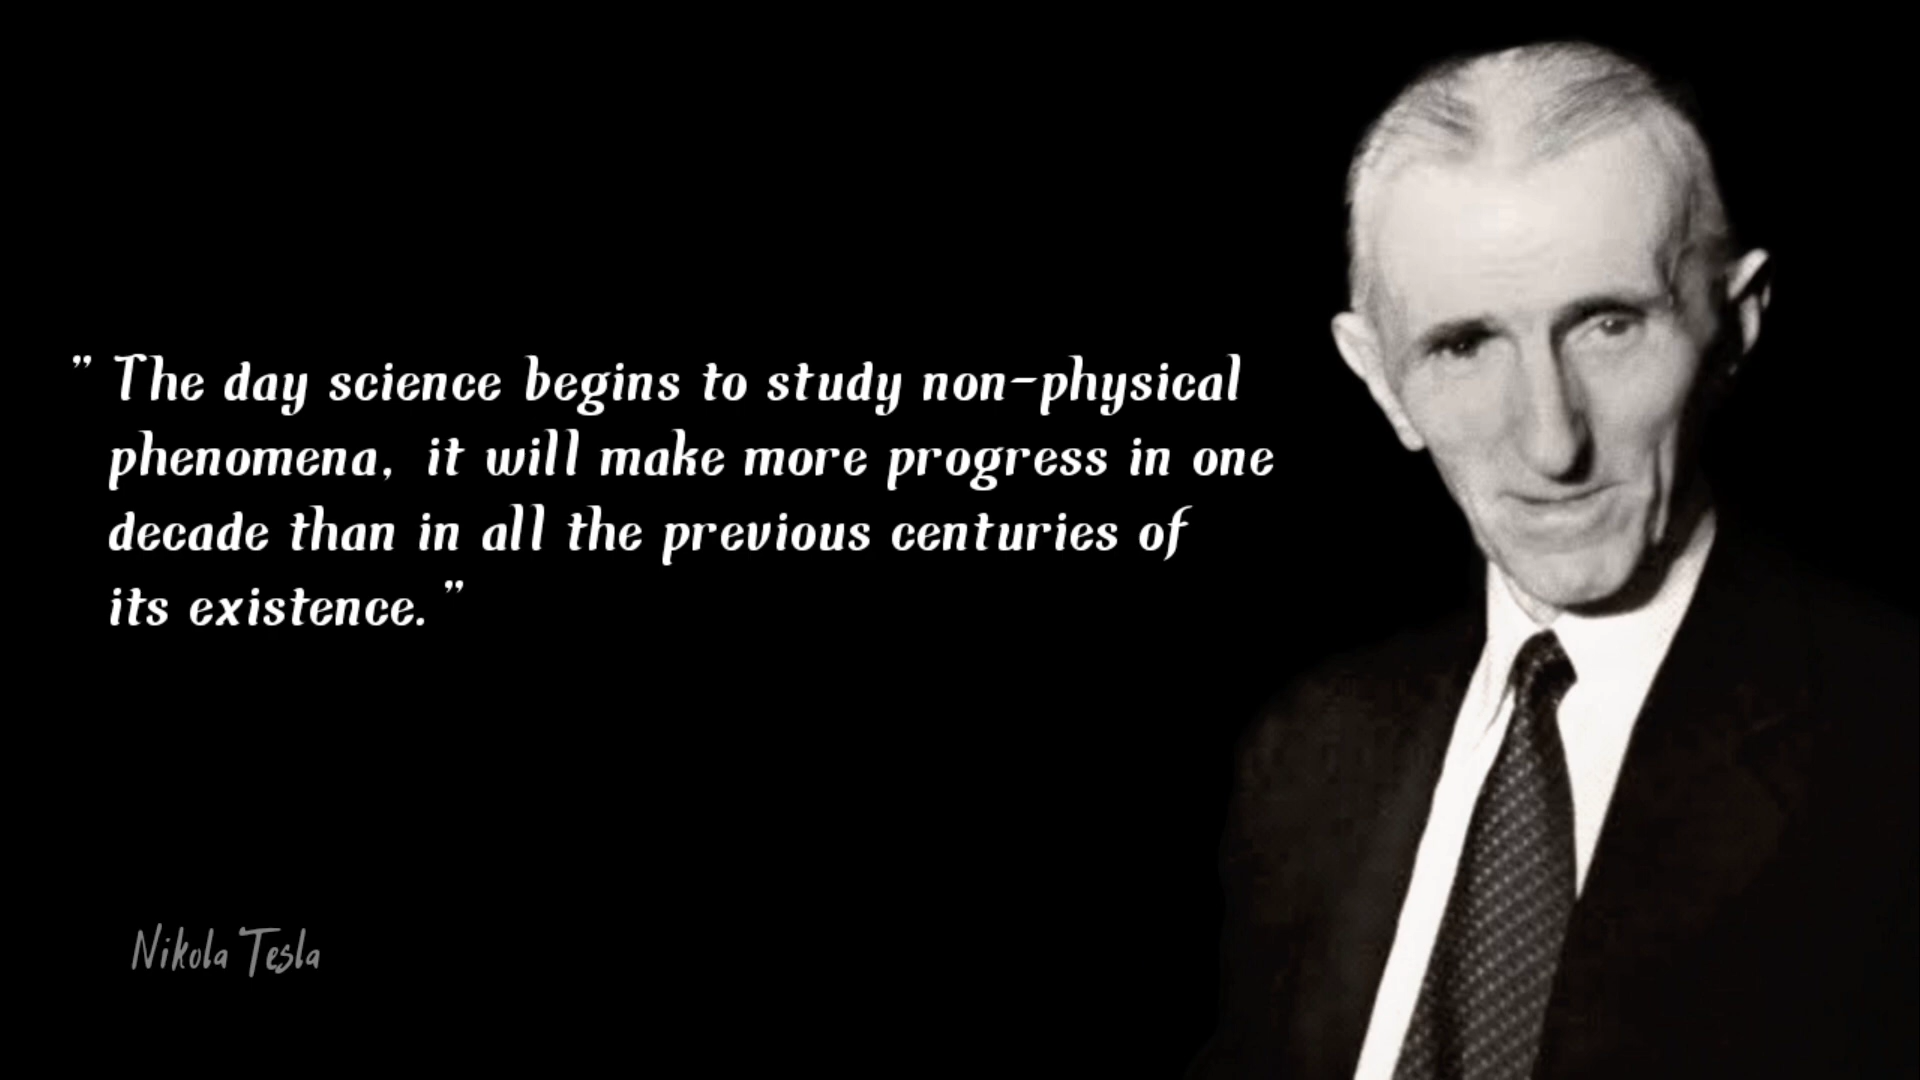 " The day science begins to study non-physical
phenomena, it will make more progress in one
decade than in all the previous centuries of
its existence. "
Nikola Tesla